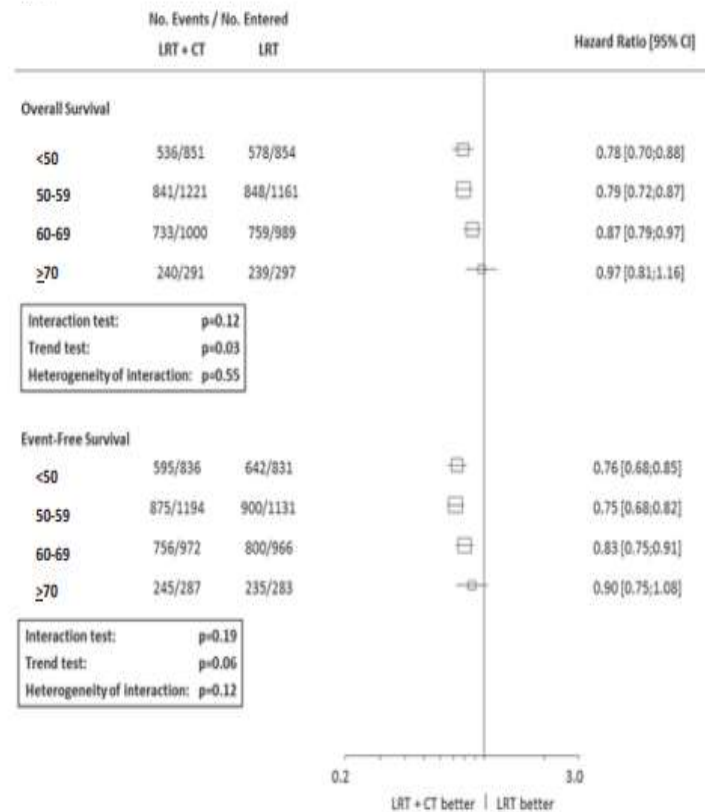 No. Events / No. Entered
LRT + CT LRT Hazard Ratio [95% CI]
Overall Survival
<50 536/851 578/854 0.78 [0.70;0.88]
50-59 841/1221 848/1161 0.79 [0.72;0.87]
60-69 733/1000 759/989 0.87 [0.79;0.97]
≥70 240/291 239/297 0.97 [0.81;1.16]
Interaction test: p=0.12
Trend test: p=0.03
Heterogeneity of interaction: p=0.55
Event-Free Survival
<50 595/836 642/831 0.76 [0.68;0.85]
50-59 875/1194 900/1131 0.75 [0.68;0.82]
60-69 756/972 800/966 0.83 [0.75;0.91]
≥70 245/287 235/283 0.90 [0.75;1.08]
Interaction test: p=0.19
Trend test: p=0.06
Heterogeneity of interaction: p=0.12
0.2 3.0
LRT + CT better | LRT better